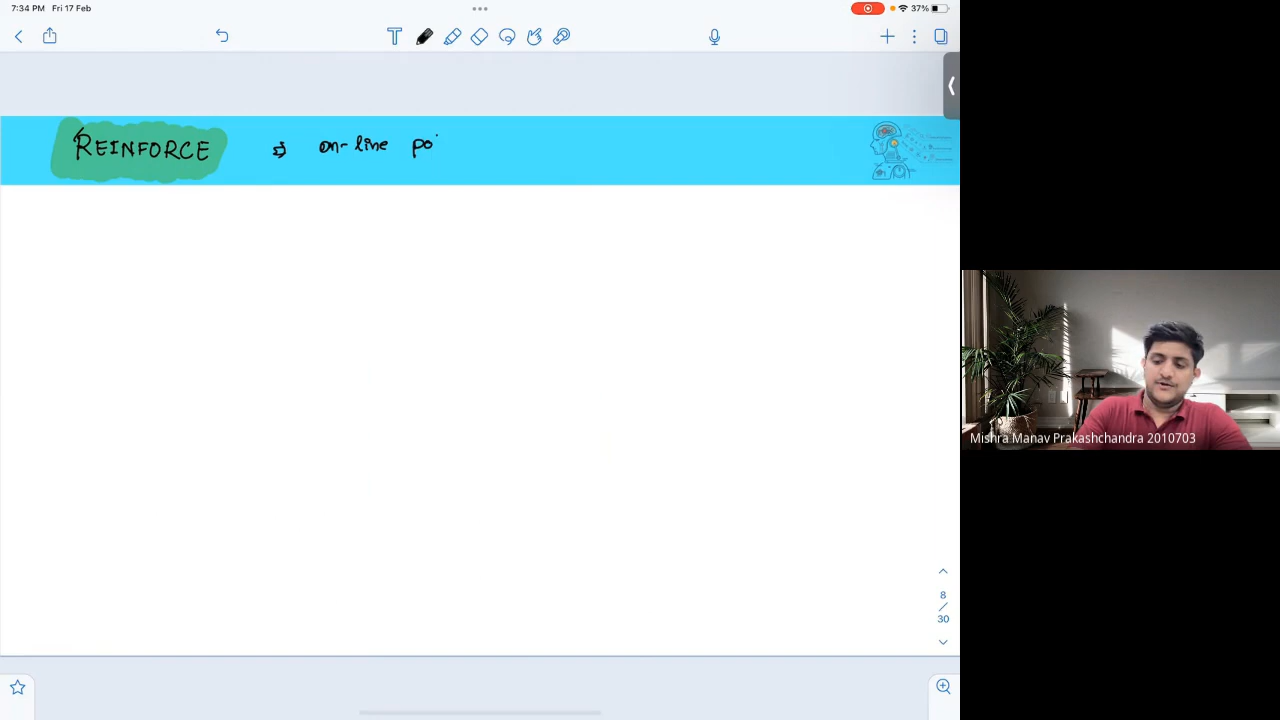 7:34 PM Fri 17 Feb
37%
REINFORCE ⇒ on-line po
8
/
30
Mishra Manav Prakashchandra 2010703